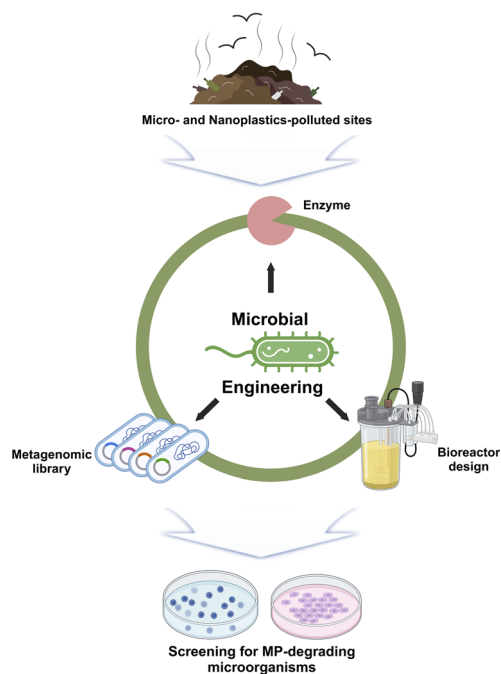 Micro- and Nanoplastics-polluted sites
Enzyme
Microbial
Engineering
Metagenomic
library
Bioreactor
design
Screening for MP-degrading
microorganisms